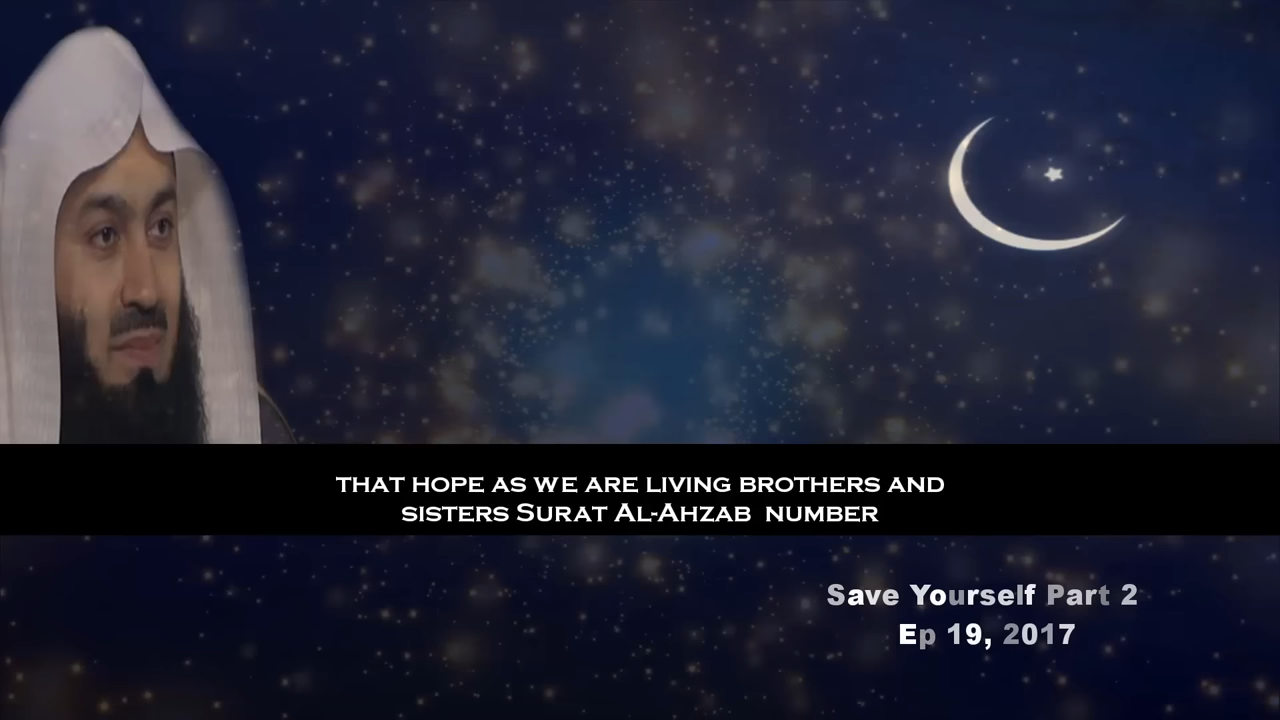 THAT HOPE AS WE ARE LIVING BROTHERS AND
SISTERS SURAT AL-AHZAB NUMBER
Save Yourself Part 2
Ep 19, 2017